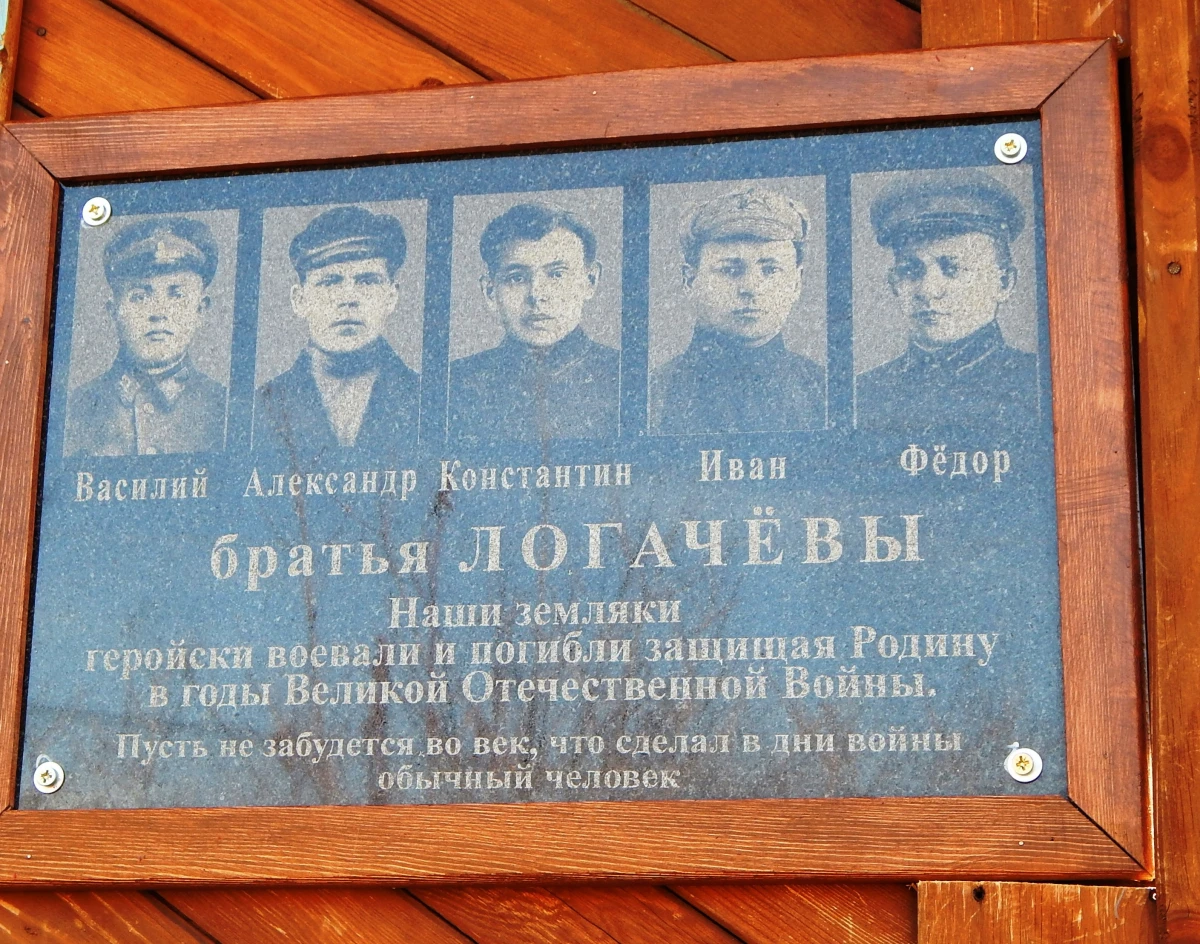 Василий Александр Константин Иван Фёдор
братья ЛОГАЧЁВЫ
Наши земляки
геройски воевали и погибли защищая Родину
в годы Великой Отечественной Войны.
Пусть не забудется во век, что сделал в дни войны
обычный человек